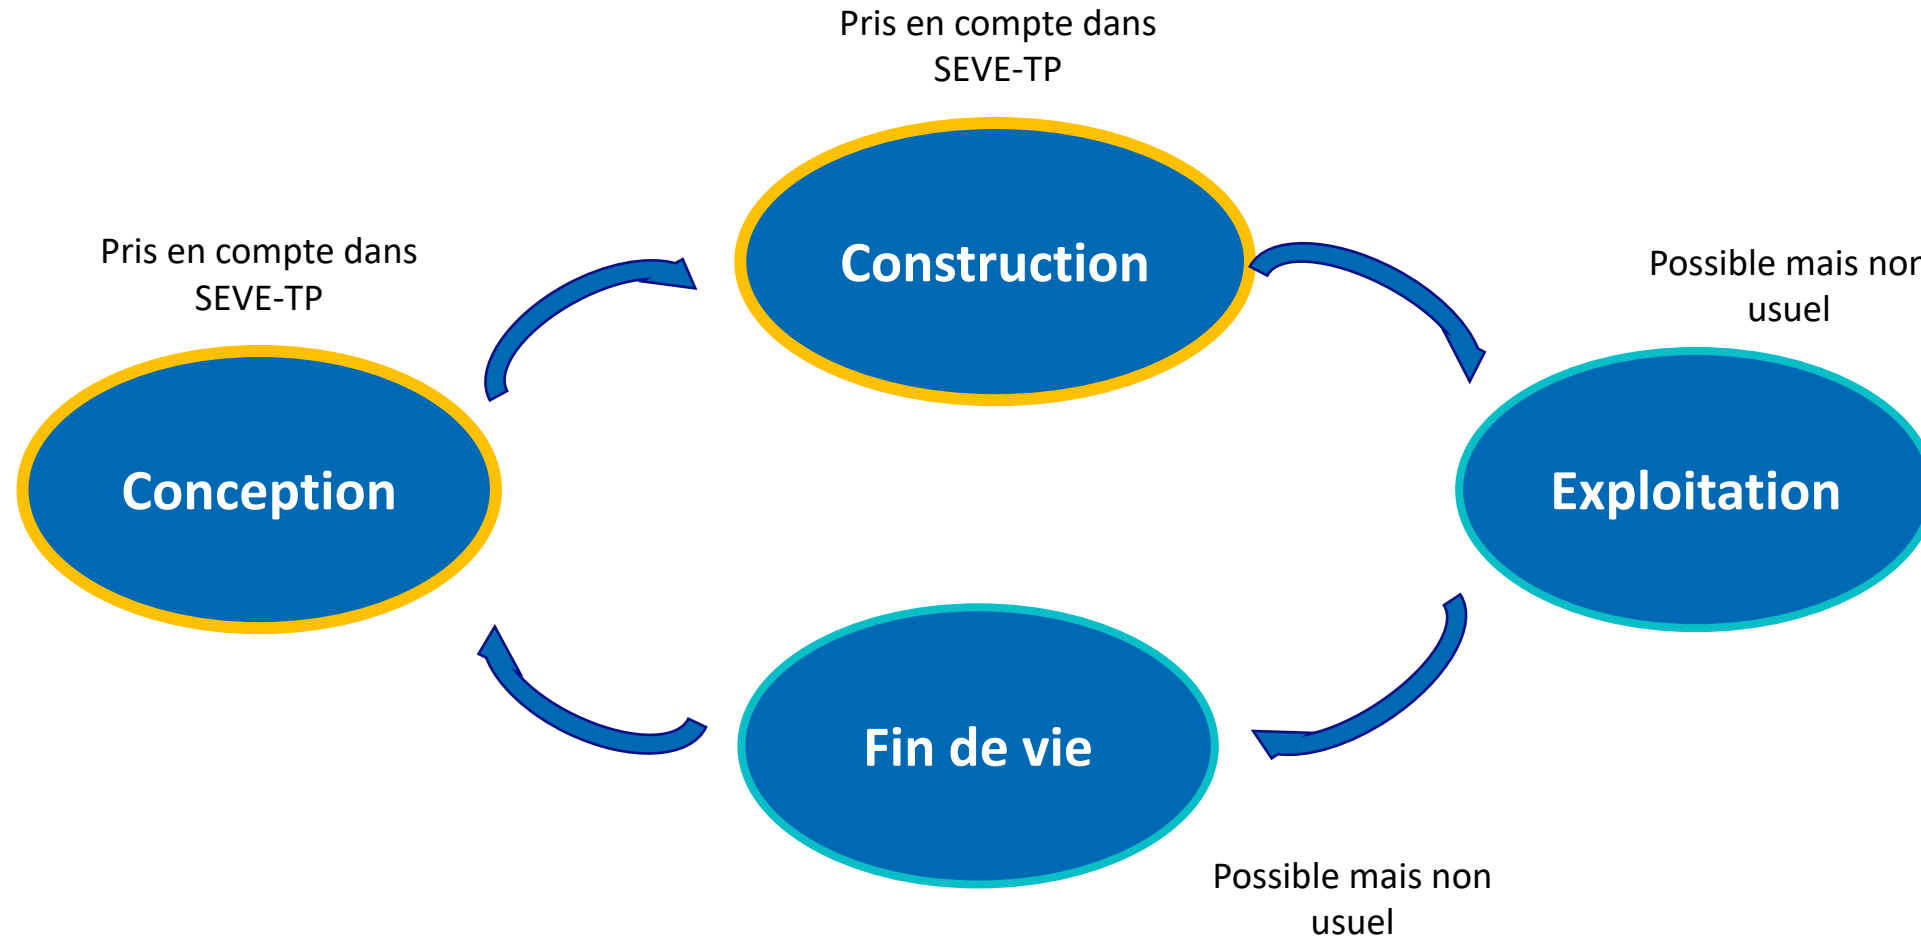 Pris en compte dans
SEVE-TP
Construction
Pris en compte dans
SEVE-TP
Conception
Possible mais non
usuel
Exploitation
Fin de vie
Possible mais non
usuel